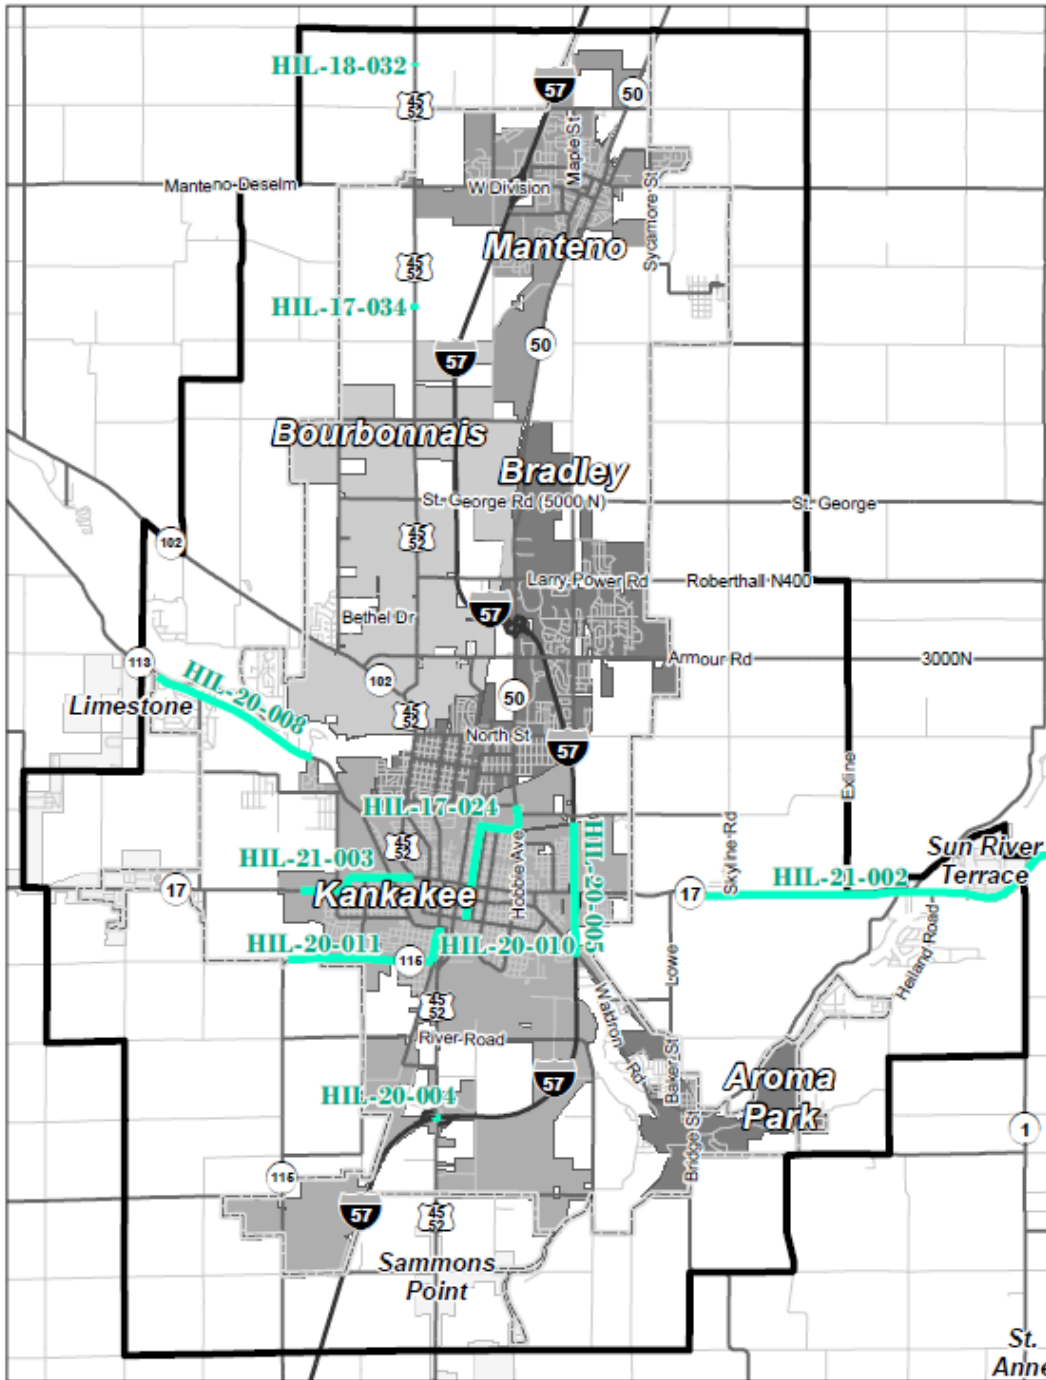 HIL-18-032
57
50
45
52
Maple St
Manteno-Deselm
W Division
Sycamore St
Manteno
45
52
HIL-17-034
50
57
Bourbonnais
Bradley
St. George Rd (5000 N)
St. George
45
52
102
Larry Power Rd
Roberthall N400
57
Bethel Dr
113
Armour Rd
3000N
102
HIL-20-008
Limestone
50
45
52
North St
57
Exline
HIL-17-024
HIL-20-005
Skyline Rd
45
52
Hobbie Ave
Sun River
Terrace
HIL-21-003
HIL-21-002
17
Kankakee
17
HIL-20-011
HIL-20-010
115
Lowe
Heiland Road
45
52
Waldron Rd
River Road
Baker St
57
Aroma
Park
HIL-20-004
Bridge St
1
115
57
45
52
Sammons
Point
St.
Anne